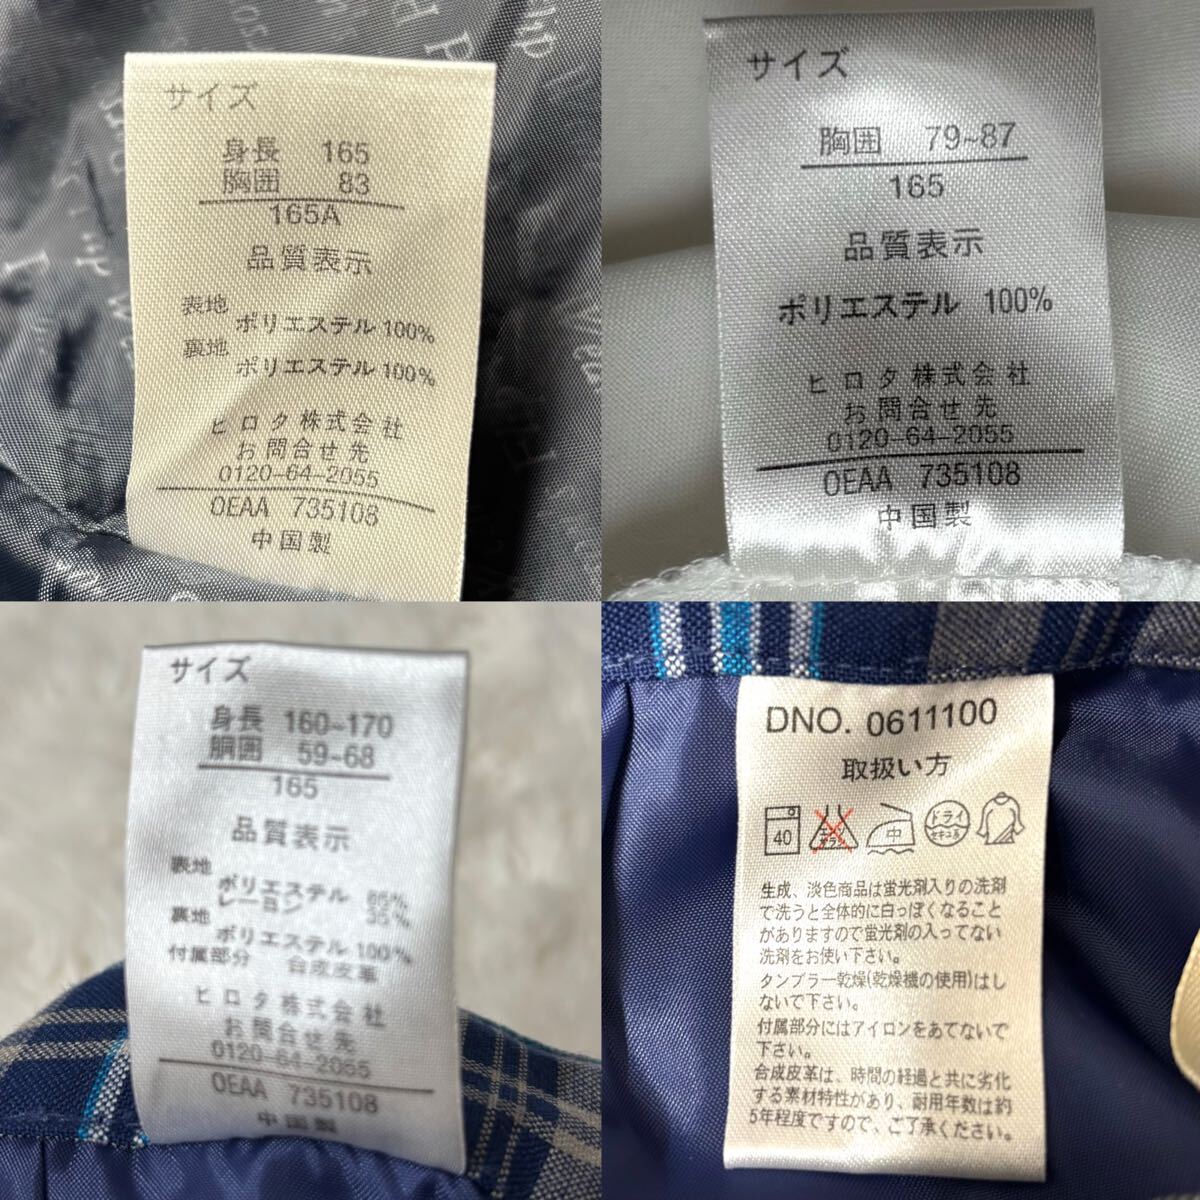 サイズ
身長 165
胸囲 83
165A
品質表示
表地
ポリエステル 100%
裏地
ポリエステル 100%
ヒロタ株式会社
お問合せ先
0120-64-2055
OEAA 735108
中国製
サイズ
胸囲 79~87
165
品質表示
ポリエステル 100%
ヒロタ株式会社
お問合せ先
0120-64-2055
OEAA 735108
中国製
サイズ
身長 160~170
胴囲 59~68
165
品質表示
表地
ポリエステル 65%
レーヨン 35%
裏地
ポリエステル 100%
付属部分 合成皮革
ヒロタ株式会社
お問合せ先
0120-64-2055
OEAA 735108
中国製
DNO. 0611100
取扱い方
40
中
ドライ
セキユ系
生成、淡色商品は蛍光剤入りの洗剤
で洗うと全体的に白っぽくなること
がありますので蛍光剤の入ってない
洗剤をお使い下さい。
タンブラー乾燥(乾燥機の使用)はし
ないで下さい。
付属部分にはアイロンをあてないで
下さい。
合成皮革は、時間の経過と共に劣化
する素材特性があり、耐用年数は約
5年程度ですので、ご了承ください。